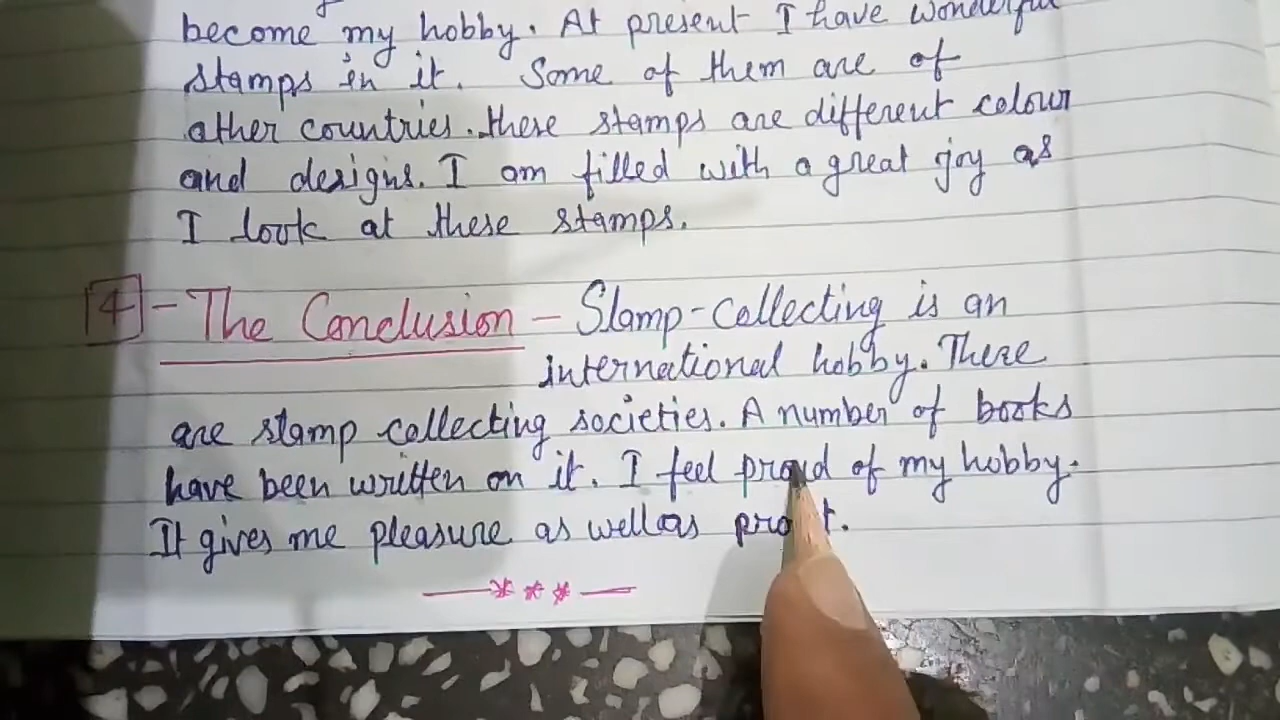 become my hobby. At present I have wonderful
stamps in it. Some of them are of
other countries. these stamps are different colour
and designs. I am filled with a great joy as
I look at these stamps.
4 - The Conclusion - Stamp-collecting is an
international hobby. There
are stamp collecting societies. A number of books
have been written on it. I feel proud of my hobby.
It gives me pleasure as well as